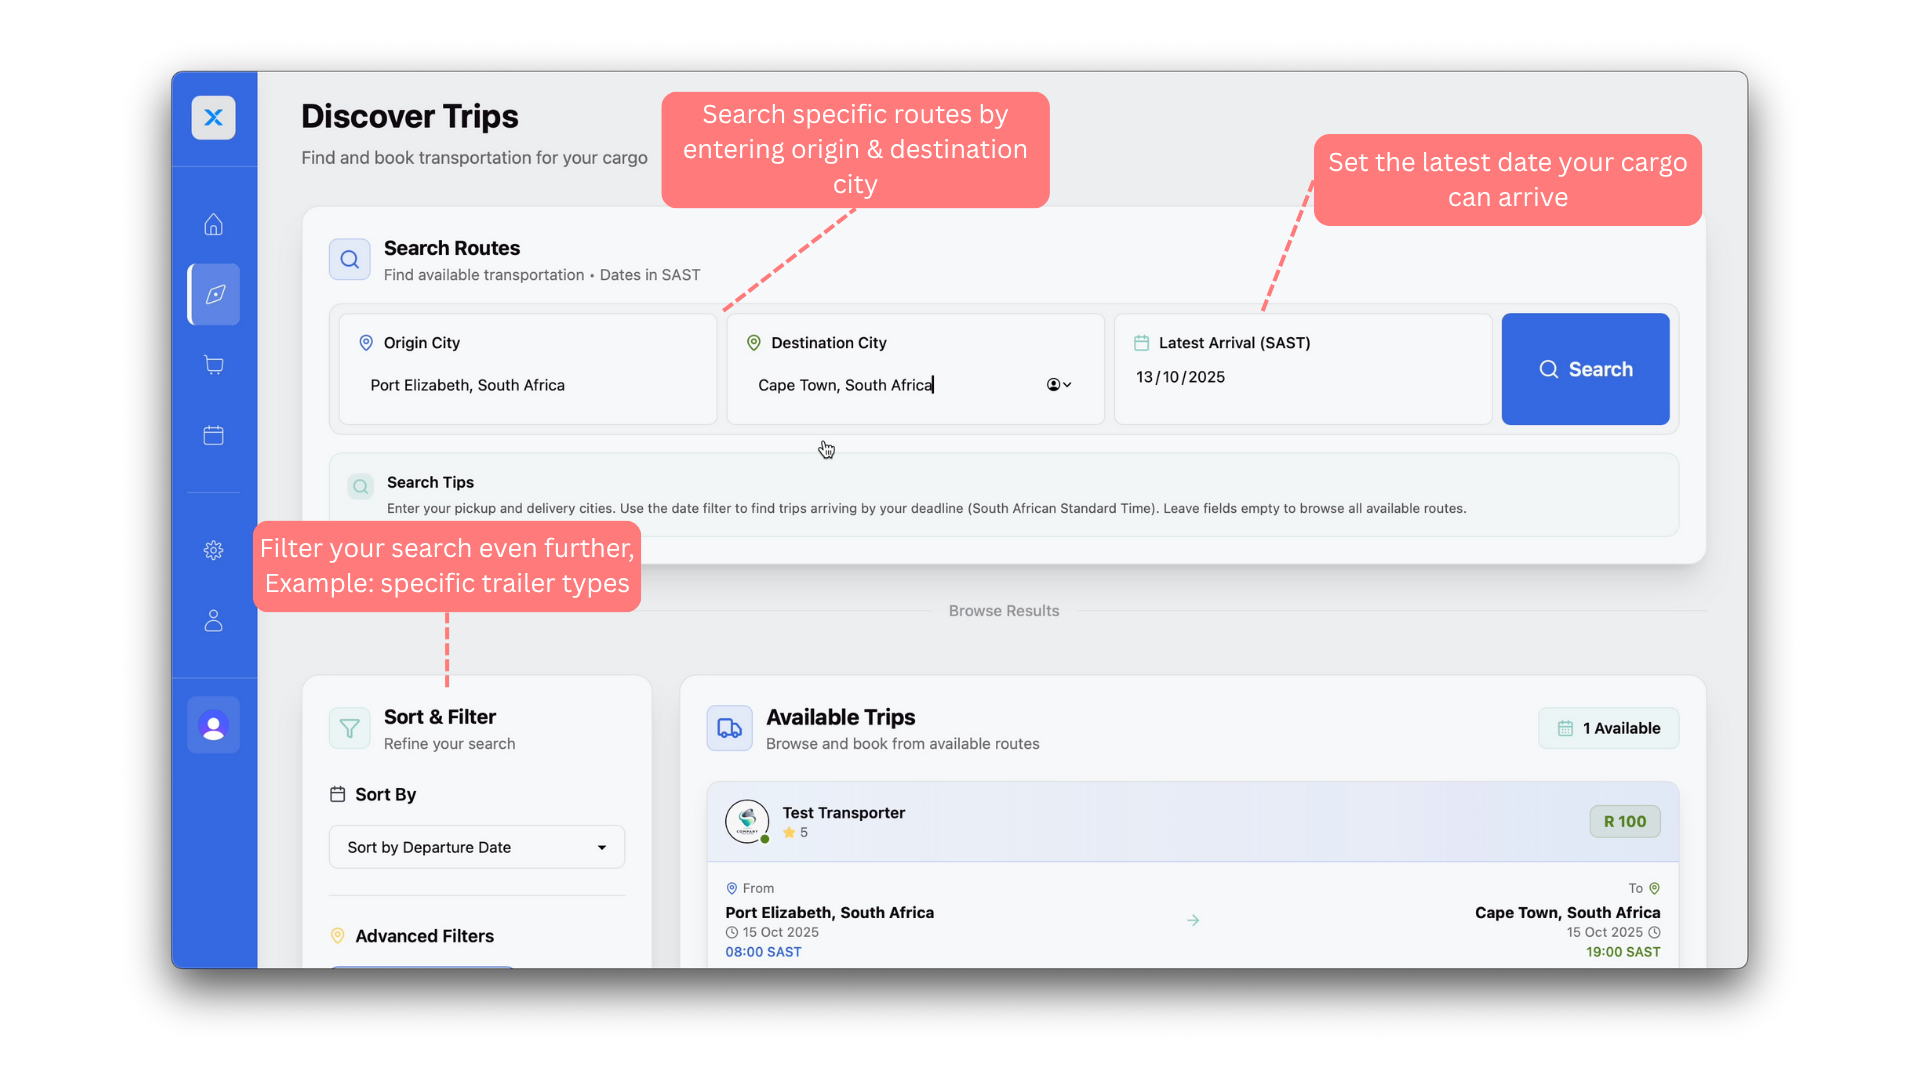 Discover Trips
Find and book transportation for your cargo
Search specific routes by
entering origin & destination
city
Set the latest date your cargo
can arrive
Search Routes
Find available transportation • Dates in SAST
Origin City
Port Elizabeth, South Africa
Destination City
Cape Town, South Africa
Latest Arrival (SAST)
13/10/2025
Search
Search Tips
Enter your pickup and delivery cities. Use the date filter to find trips arriving by your deadline (South African Standard Time). Leave fields empty to browse all available routes.
Filter your search even further,
Example: specific trailer types
Browse Results
Sort & Filter
Refine your search
Sort By
Sort by Departure Date
Advanced Filters
Available Trips
Browse and book from available routes
1 Available
COMPANY
Test Transporter
5
R 100
From
Port Elizabeth, South Africa
15 Oct 2025
08:00 SAST
To
Cape Town, South Africa
15 Oct 2025
19:00 SAST